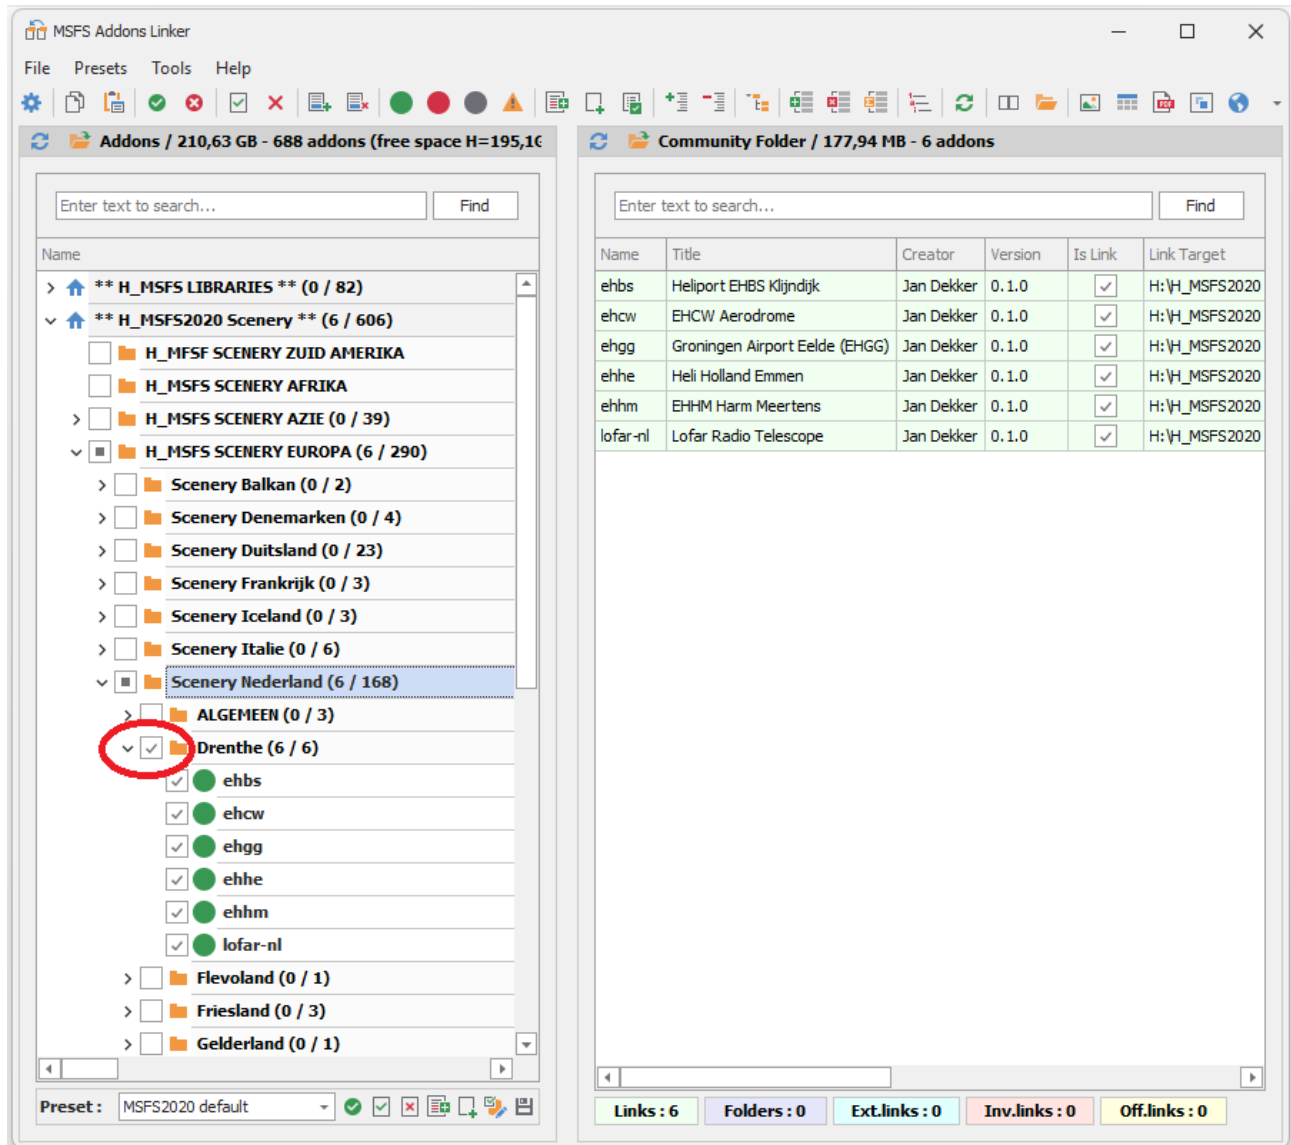 MSFS Addons Linker
File Presets Tools Help
Addons / 210,63 GB - 688 addons (free space H=195,1G
Enter text to search... Find
Name
** H_MSFS LIBRARIES ** (0 / 82)
** H_MSFS2020 Scenery ** (6 / 606)
H_MFSF SCENERY ZUID AMERIKA
H_MSFS SCENERY AFRIKA
H_MSFS SCENERY AZIE (0 / 39)
H_MSFS SCENERY EUROPA (6 / 290)
Scenery Balkan (0 / 2)
Scenery Denemarken (0 / 4)
Scenery Duitsland (0 / 23)
Scenery Frankrijk (0 / 3)
Scenery Iceland (0 / 3)
Scenery Italie (0 / 6)
Scenery Nederland (6 / 168)
ALGEMEEN (0 / 3)
Drenthe (6 / 6)
ehbs
ehcw
ehgg
ehhe
ehhm
lofar-nl
Flevoland (0 / 1)
Friesland (0 / 3)
Gelderland (0 / 1)
Preset : MSFS2020 default
Community Folder / 177,94 MB - 6 addons
Enter text to search... Find
Name Title Creator Version Is Link Link Target
ehbs Heliport EHBS Klijndijk Jan Dekker 0.1.0 H:\H_MSFS2020
ehcw EHCW Aerodrome Jan Dekker 0.1.0 H:\H_MSFS2020
ehgg Groningen Airport Eelde (EHGG) Jan Dekker 0.1.0 H:\H_MSFS2020
ehhe Heli Holland Emmen Jan Dekker 0.1.0 H:\H_MSFS2020
ehhm EHHM Harm Meertens Jan Dekker 0.1.0 H:\H_MSFS2020
lofar-nl Lofar Radio Telescope Jan Dekker 0.1.0 H:\H_MSFS2020
Links : 6 Folders : 0 Ext.links : 0 Inv.links : 0 Off.links : 0